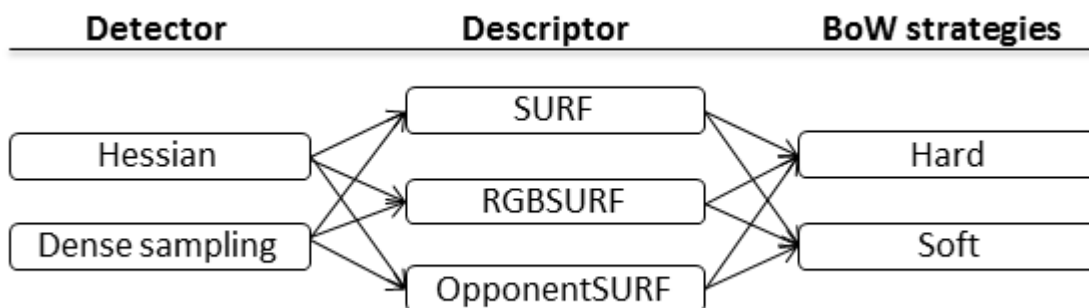 Detector Descriptor BoW strategies
SURF
Hessian Hard
RGBSURF
Dense sampling Soft
OpponentSURF